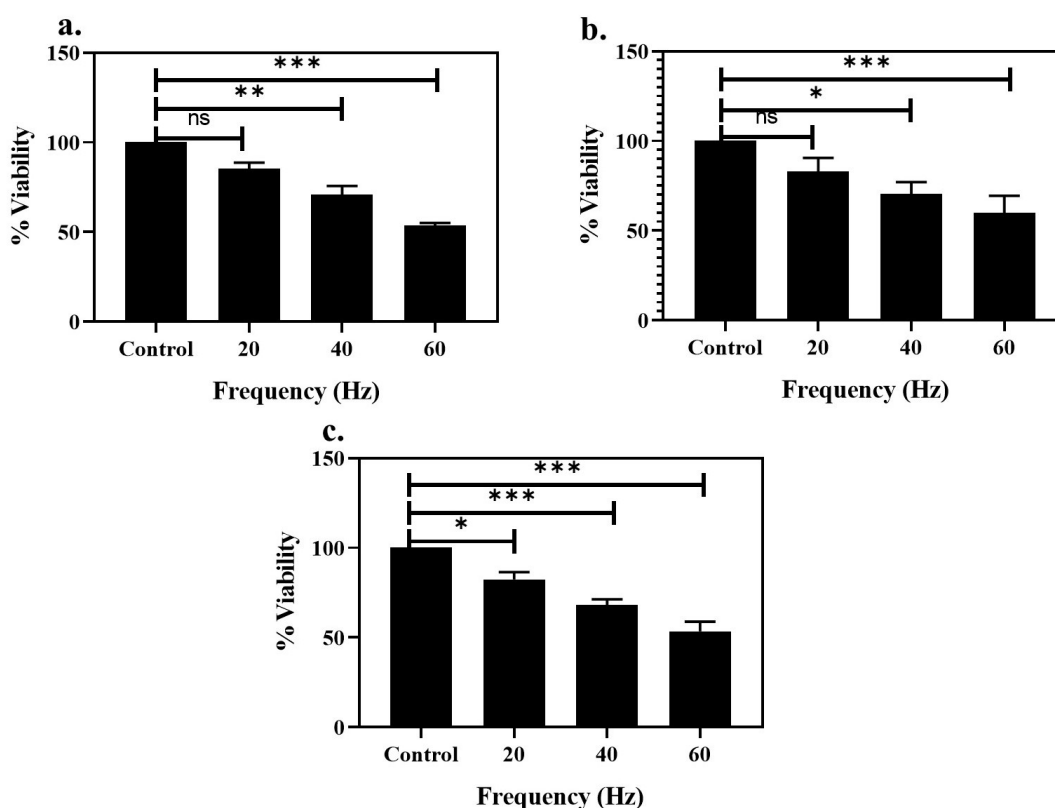 a.
150
100
50
0
% Viability
***
**
ns
Control 20 40 60
Frequency (Hz)
b.
150
100
50
0
% Viability
***
*
ns
Control 20 40 60
Frequency (Hz)
c.
150
100
50
0
% Viability
***
***
*
Control 20 40 60
Frequency (Hz)